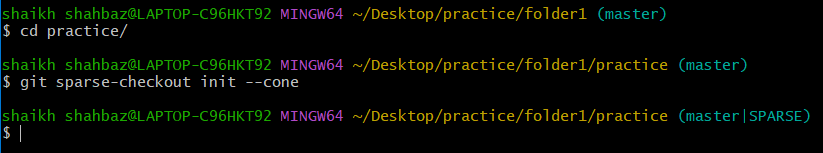 shaikh shahbaz@LAPTOP-C96HKT92 MINGW64 ~/Desktop/practice/folder1 (master)
$ cd practice/
shaikh shahbaz@LAPTOP-C96HKT92 MINGW64 ~/Desktop/practice/folder1/practice (master)
$ git sparse-checkout init --cone
shaikh shahbaz@LAPTOP-C96HKT92 MINGW64 ~/Desktop/practice/folder1/practice (master|SPARSE)
$